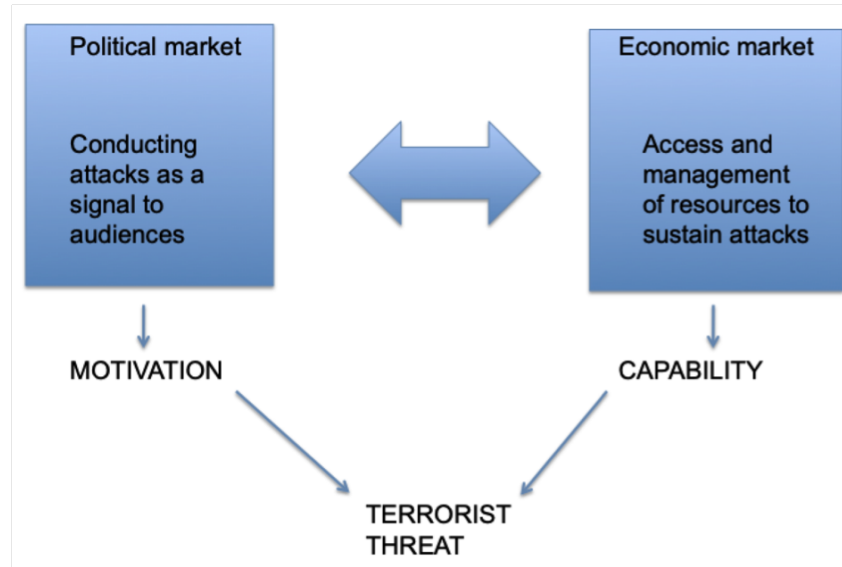 Political market
Conducting
attacks as a
signal to
audiences
Economic market
Access and
management
of resources to
sustain attacks
MOTIVATION
CAPABILITY
TERRORIST
THREAT